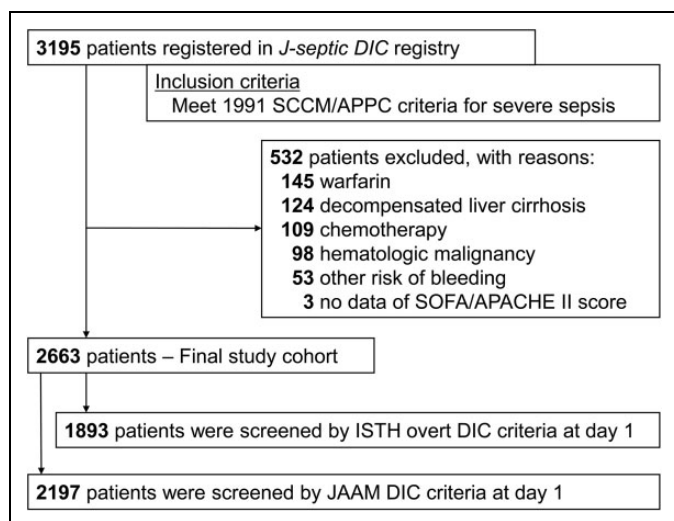 3195 patients registered in J-septic DIC registry
Inclusion criteria
Meet 1991 SCCM/APPC criteria for severe sepsis
532 patients excluded, with reasons:
145 warfarin
124 decompensated liver cirrhosis
109 chemotherapy
98 hematologic malignancy
53 other risk of bleeding
3 no data of SOFA/APACHE II score
2663 patients – Final study cohort
1893 patients were screened by ISTH overt DIC criteria at day 1
2197 patients were screened by JAAM DIC criteria at day 1